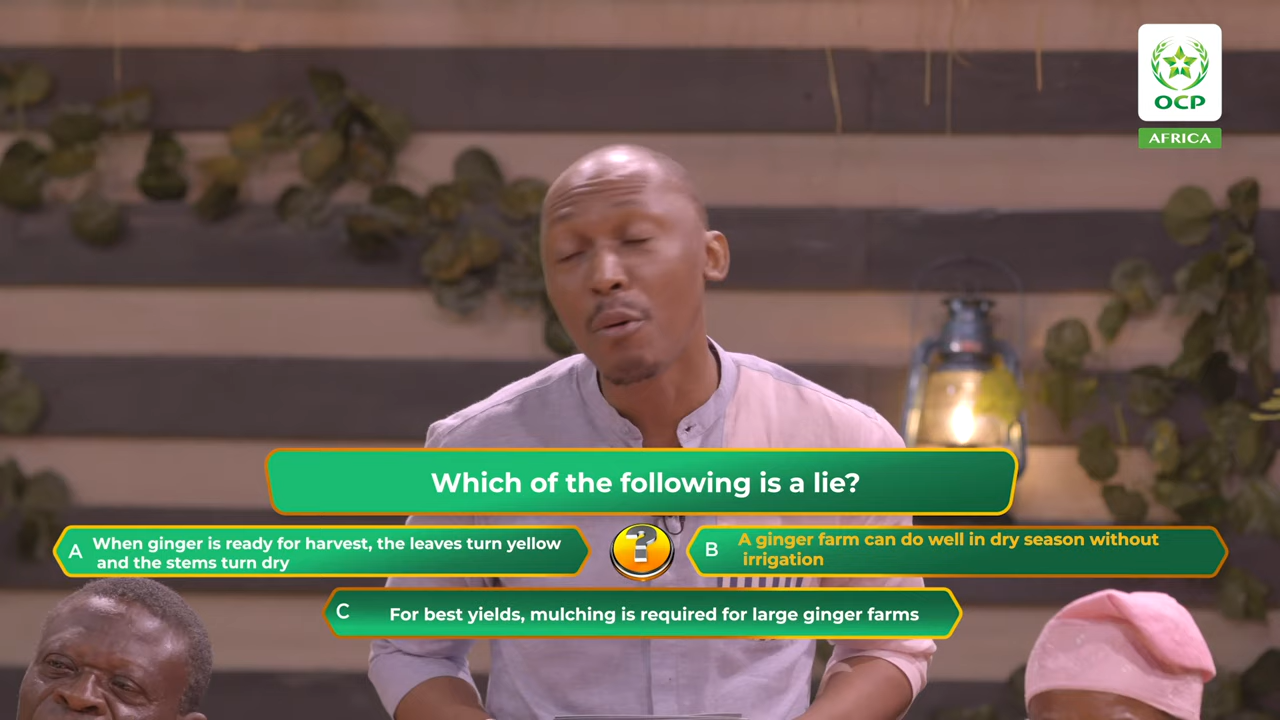 OCP
AFRICA
Which of the following is a lie?
A
When ginger is ready for harvest, the leaves turn yellow
and the stems turn dry
?
B
A ginger farm can do well in dry season without
irrigation
C
For best yields, mulching is required for large ginger farms